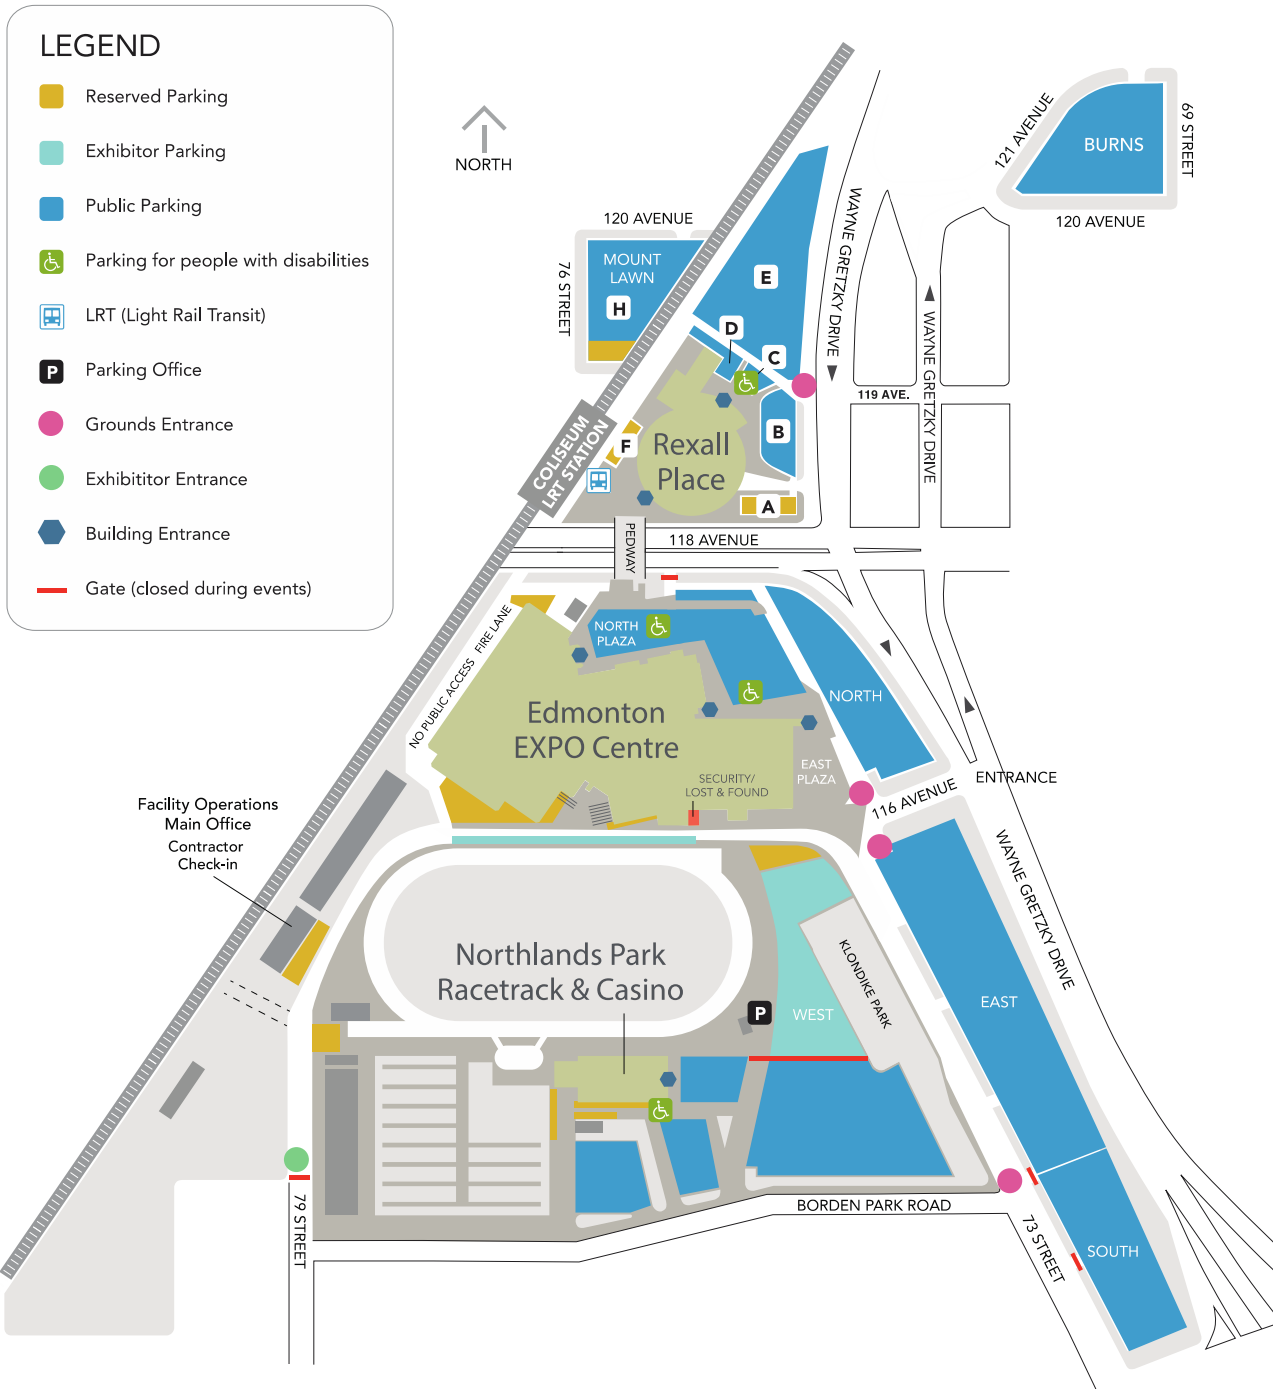 LEGEND
Reserved Parking
Exhibitor Parking
Public Parking
Parking for people with disabilities
LRT (Light Rail Transit)
P
Parking Office
Grounds Entrance
Exhibititor Entrance
Building Entrance
Gate (closed during events)
NORTH
121 AVENUE
BURNS
69 STREET
120 AVENUE
120 AVENUE
76 STREET
MOUNT
LAWN
H
E
D
C
B
F
A
WAYNE GRETZKY DRIVE
WAYNE GRETZKY DRIVE
119 AVE.
COLISEUM
LRT STATION
Rexall
Place
PEDWAY
118 AVENUE
NO PUBLIC ACCESS FIRE LANE
NORTH
PLAZA
NORTH
Edmonton
EXPO Centre
EAST
PLAZA
SECURITY/
LOST & FOUND
ENTRANCE
116 AVENUE
WAYNE GRETZKY DRIVE
Facility Operations
Main Office
Contractor
Check-in
Northlands Park
Racetrack & Casino
KLONDIKE PARK
P
WEST
EAST
79 STREET
BORDEN PARK ROAD
73 STREET
SOUTH